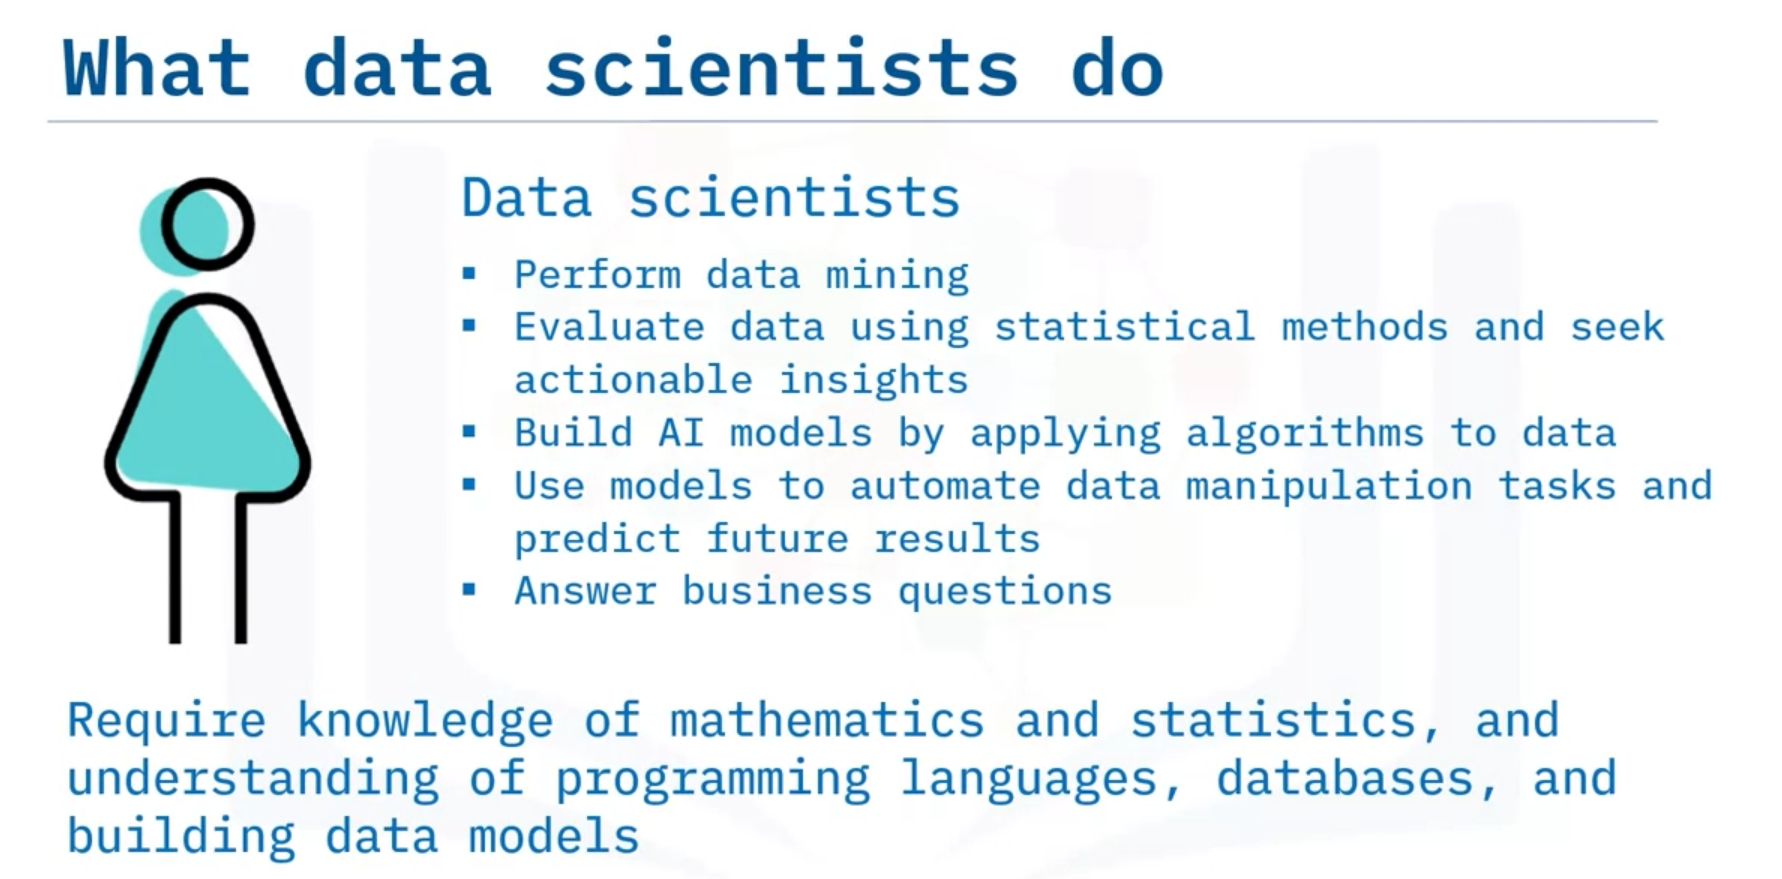 What data scientists do
Data scientists
▪ Perform data mining
▪ Evaluate data using statistical methods and seek
actionable insights
▪ Build AI models by applying algorithms to data
▪ Use models to automate data manipulation tasks and
predict future results
▪ Answer business questions
Require knowledge of mathematics and statistics, and
understanding of programming languages, databases, and
building data models